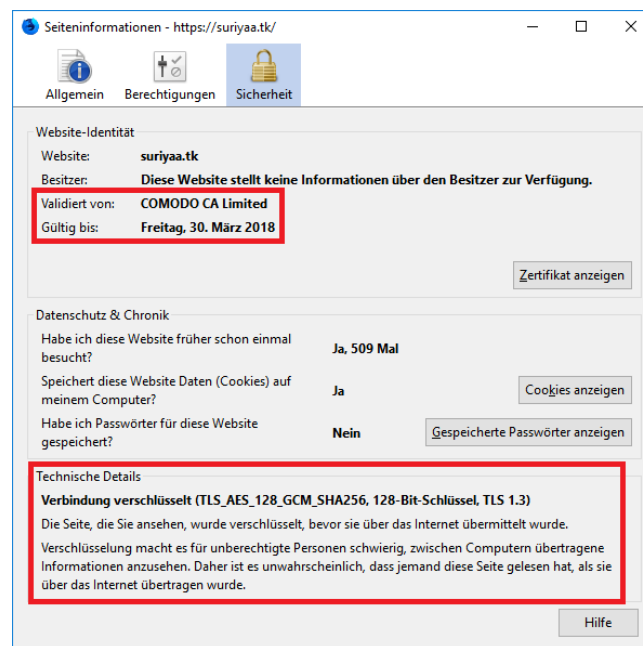 Seiteninformationen - https://suriyaa.tk/
Allgemein Berechtigungen Sicherheit
Website-Identität
Website: suriyaa.tk
Besitzer: Diese Website stellt keine Informationen über den Besitzer zur Verfügung.
Validiert von: COMODO CA Limited
Gültig bis: Freitag, 30. März 2018
Zertifikat anzeigen
Datenschutz & Chronik
Habe ich diese Website früher schon einmal
besucht? Ja, 509 Mal
Speichert diese Website Daten (Cookies) auf
meinem Computer? Ja Cookies anzeigen
Habe ich Passwörter für diese Website
gespeichert? Nein Gespeicherte Passwörter anzeigen
Technische Details
Verbindung verschlüsselt (TLS_AES_128_GCM_SHA256, 128-Bit-Schlüssel, TLS 1.3)
Die Seite, die Sie ansehen, wurde verschlüsselt, bevor sie über das Internet übermittelt wurde.
Verschlüsselung macht es für unberechtigte Personen schwierig, zwischen Computern übertragene
Informationen anzusehen. Daher ist es unwahrscheinlich, dass jemand diese Seite gelesen hat, als sie
über das Internet übertragen wurde.
Hilfe